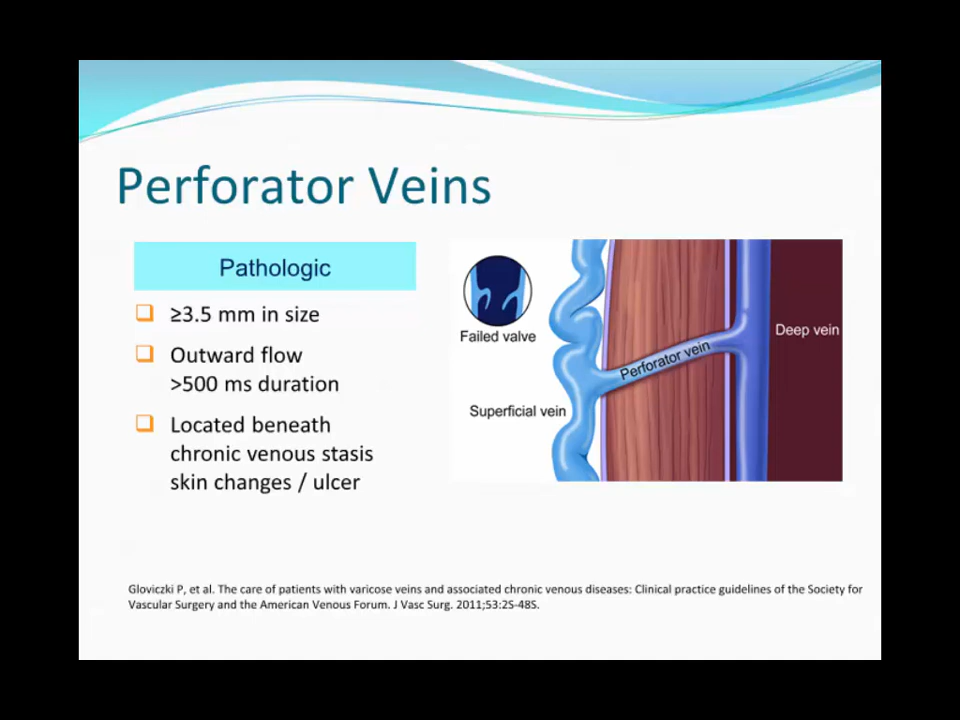 Perforator Veins
Pathologic
≥3.5 mm in size
Outward flow
>500 ms duration
Located beneath
chronic venous stasis
skin changes / ulcer
Failed valve
Superficial vein
Perforator vein
Deep vein
Gloviczki P, et al. The care of patients with varicose veins and associated chronic venous diseases: Clinical practice guidelines of the Society for
Vascular Surgery and the American Venous Forum. J Vasc Surg. 2011;53:2S-48S.